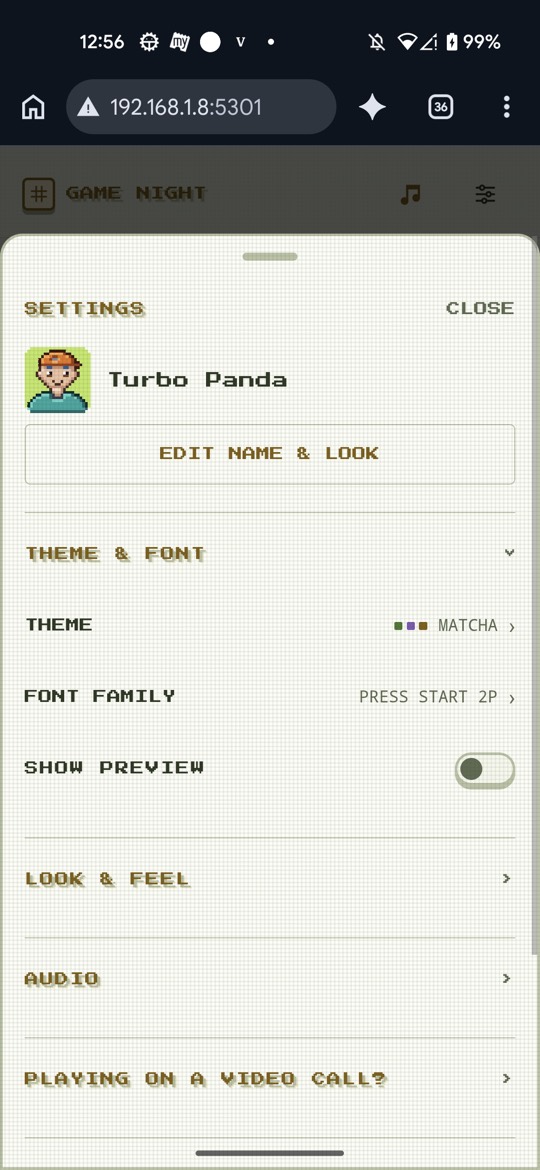 12:56 my V 99%
192.168.1.8:5301 36
GAME NIGHT
SETTINGS CLOSE
Turbo Panda
EDIT NAME & LOOK
THEME & FONT
THEME MATCHA ›
FONT FAMILY PRESS START 2P ›
SHOW PREVIEW
LOOK & FEEL
AUDIO
PLAYING ON A VIDEO CALL?